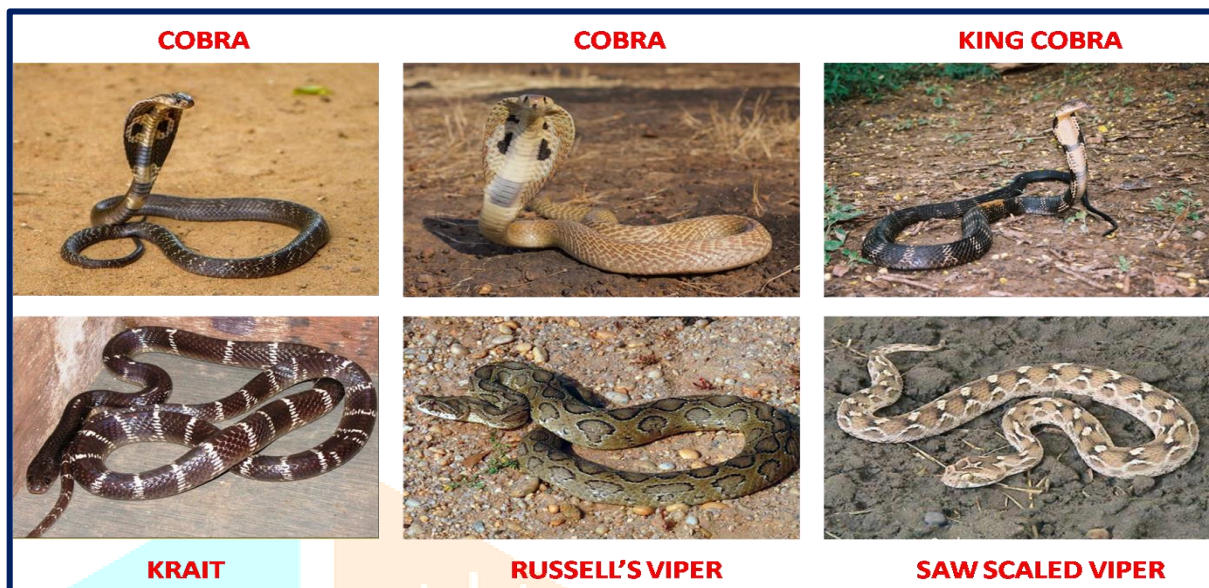 COBRA
COBRA
KING COBRA
KRAIT
RUSSELL'S VIPER
SAW SCALED VIPER